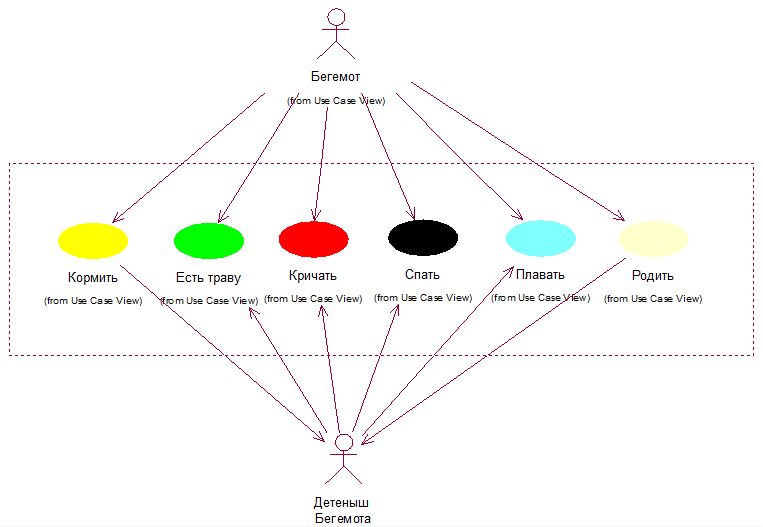 Бегемот
(from Use Case View)
Кормить
(from Use Case View)
Есть траву
(from Use Case View)
Кричать
(from Use Case View)
Спать
(from Use Case View)
Плавать
(from Use Case View)
Родить
(from Use Case View)
Детеныш
Бегемота